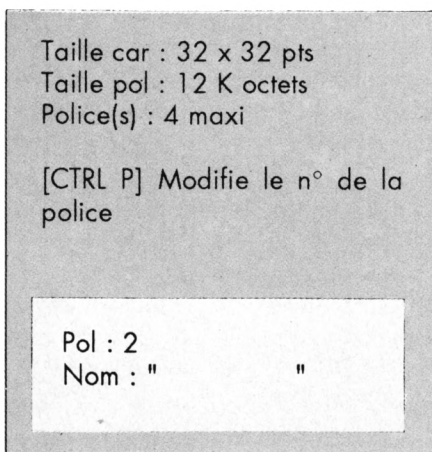 Taille car : 32 x 32 pts
Taille pol : 12 K octets
Police(s) : 4 maxi
[CTRL P] Modifie le n° de la
police
Pol : 2
Nom : "            "